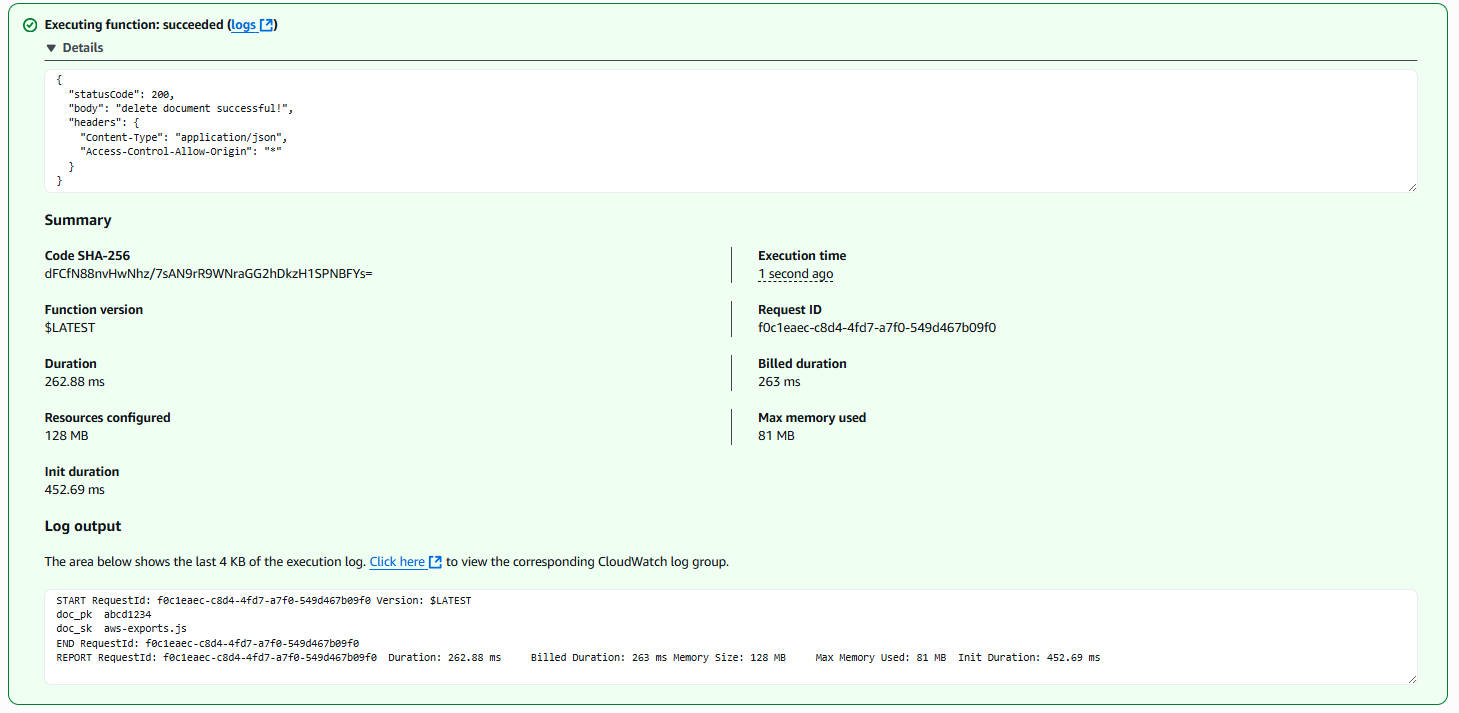 Executing function: succeeded (logs)
Details
{
  "statusCode": 200,
  "body": "delete document successful!",
  "headers": {
    "Content-Type": "application/json",
    "Access-Control-Allow-Origin": "*"
  }
}
Summary
Code SHA-256
dFCfN88nvHwNhz/7sAN9rR9WNraGG2hDkzH1SPNBFYs=
Execution time
1 second ago
Function version
$LATEST
Request ID
f0c1eaec-c8d4-4fd7-a7f0-549d467b09f0
Duration
262.88 ms
Billed duration
263 ms
Resources configured
128 MB
Max memory used
81 MB
Init duration
452.69 ms
Log output
The area below shows the last 4 KB of the execution log. Click here to view the corresponding CloudWatch log group.
START RequestId: f0c1eaec-c8d4-4fd7-a7f0-549d467b09f0 Version: $LATEST
doc_pk  abcd1234
doc_sk  aws-exports.js
END RequestId: f0c1eaec-c8d4-4fd7-a7f0-549d467b09f0
REPORT RequestId: f0c1eaec-c8d4-4fd7-a7f0-549d467b09f0  Duration: 262.88 ms  Billed Duration: 263 ms Memory Size: 128 MB  Max Memory Used: 81 MB  Init Duration: 452.69 ms